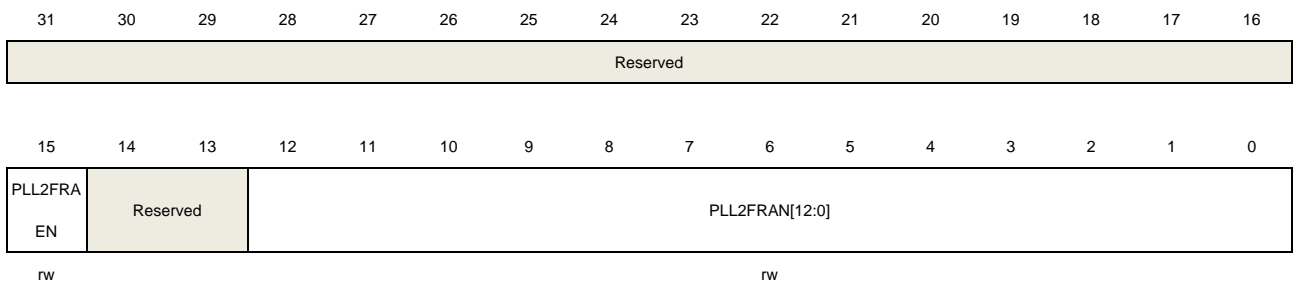 31 30 29 28 27 26 25 24 23 22 21 20 19 18 17 16
Reserved
15 14 13 12 11 10 9 8 7 6 5 4 3 2 1 0
PLL2FRA
EN
Reserved
PLL2FRAN[12:0]
rw rw